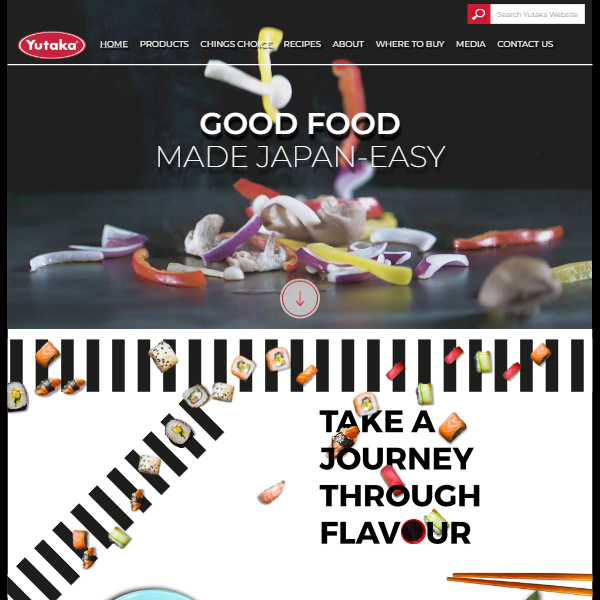 Search Yutaka Website
Yutaka®
HOME PRODUCTS CHINGS CHOICE RECIPES ABOUT WHERE TO BUY MEDIA CONTACT US
GOOD FOOD
MADE JAPAN-EASY
TAKE A
JOURNEY
THROUGH
FLAVOUR